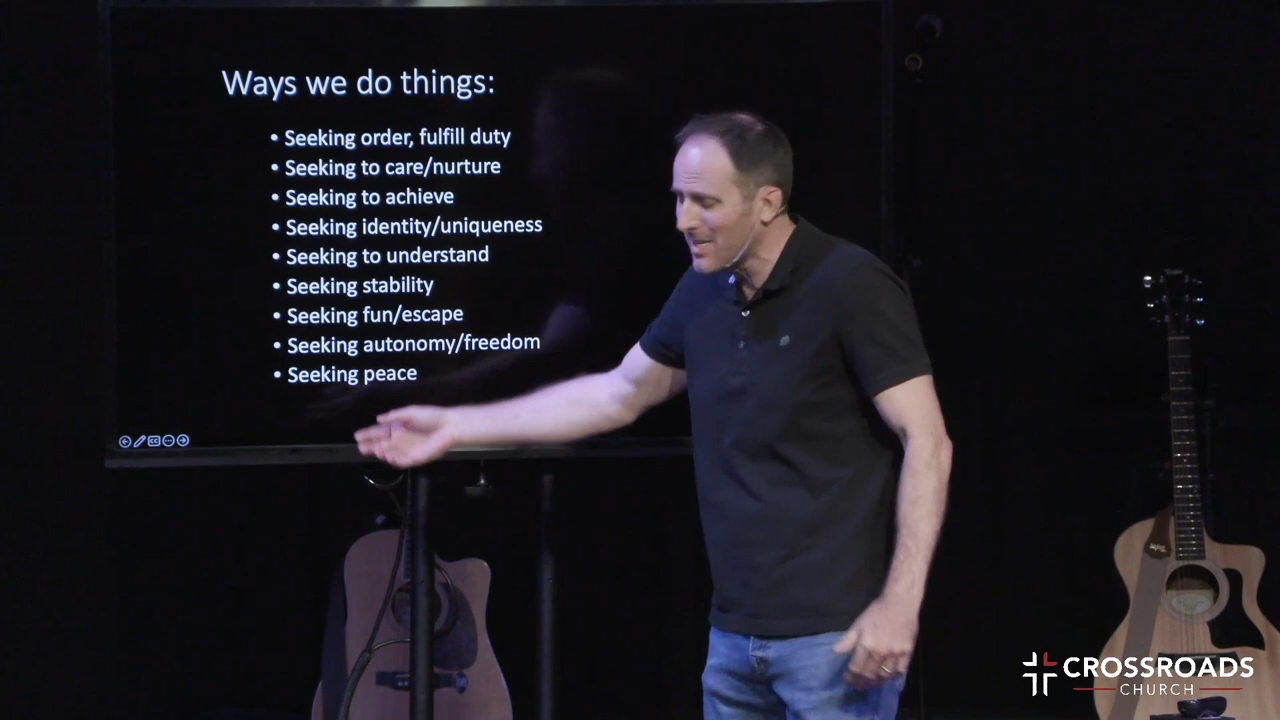 Ways we do things:
• Seeking order, fulfill duty
• Seeking to care/nurture
• Seeking to achieve
• Seeking identity/uniqueness
• Seeking to understand
• Seeking stability
• Seeking fun/escape
• Seeking autonomy/freedom
• Seeking peace
CC
CROSSROADS
CHURCH